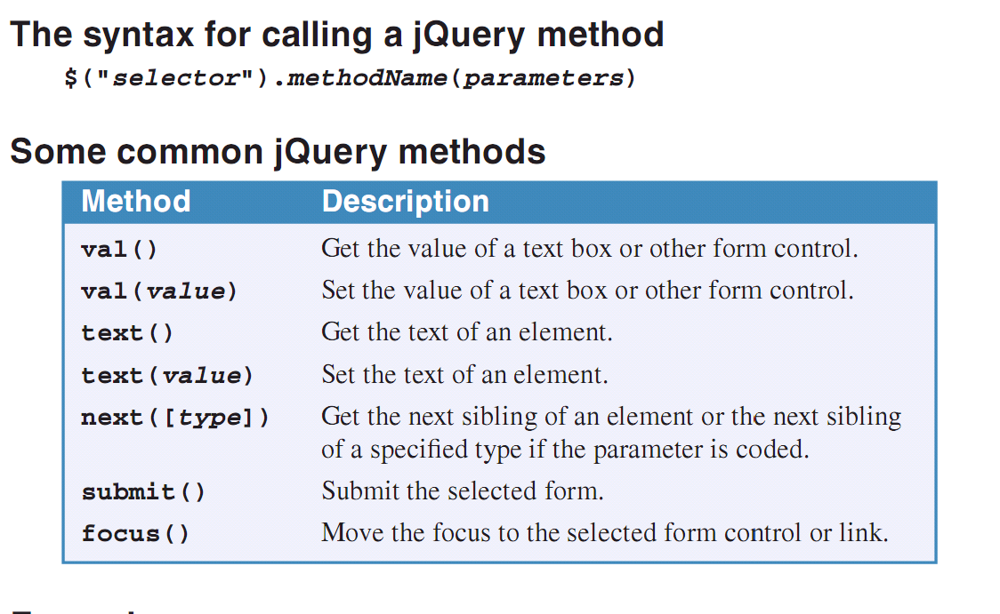 The syntax for calling a jQuery method
$("selector").methodName(parameters)
Some common jQuery methods
Method Description
val() Get the value of a text box or other form control.
val(value) Set the value of a text box or other form control.
text() Get the text of an element.
text(value) Set the text of an element.
next([type]) Get the next sibling of an element or the next sibling
of a specified type if the parameter is coded.
submit() Submit the selected form.
focus() Move the focus to the selected form control or link.